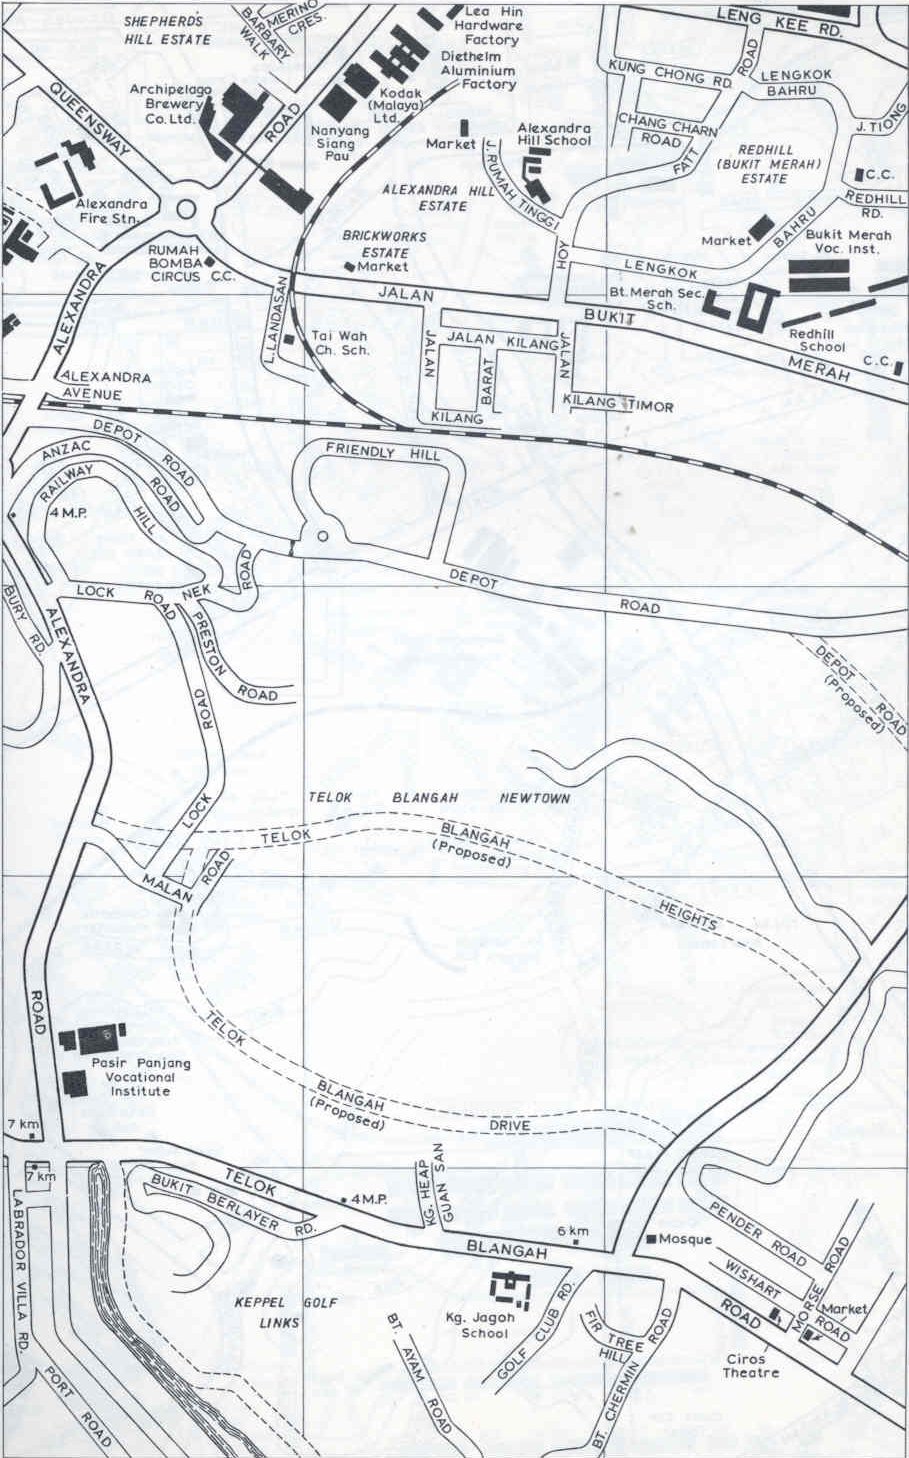 SHEPHERDS
HILL ESTATE
BARBARY
WALK
MERINO
CRES.
Lea Hin
Hardware
Factory
Diethelm
Aluminium
Factory
LENG KEE RD.
KUNG CHONG RD.
ROAD
LENGKOK
BAHRU
QUEENSWAY
Archipelago
Brewery
Co. Ltd.
ROAD
Kodak
(Malaya)
Ltd.
Nanyang
Siang
Pau
Market
J. RUMAH TINGGI
Alexandra
Hill School
CHANG CHARN
ROAD
FATT
HOY
J. TIONG
REDHILL
(BUKIT MERAH)
ESTATE
C.C.
REDHILL
RD.
ALEXANDRA HILL
ESTATE
Alexandra
Fire Stn.
Market
BAHRU
Bukit Merah
Voc. Inst.
RUMAH
BOMBA
CIRCUS
C.C.
BRICKWORKS
ESTATE
Market
LENGKOK
ALEXANDRA
L. LANDASAN
JALAN
BUKIT
MERAH
Bt. Merah Sec.
Sch.
Redhill
School
C.C.
Tai Wah
Ch. Sch.
JALAN
JALAN KILANG
BARAT
JALAN
KILANG
KILANG TIMOR
ALEXANDRA
AVENUE
DEPOT
ROAD
ANZAC
ROAD
RAILWAY
HILL
4 M.P.
FRIENDLY HILL
ROAD
DEPOT
ROAD
LOCK
ROAD
NEK
PRESTON
ROAD
BURY RD.
ALEXANDRA
ROAD
LOCK
DEPOT ROAD
(Proposed)
TELOK BLANGAH NEWTOWN
TELOK
BLANGAH
(Proposed)
HEIGHTS
MALAN
ROAD
ROAD
TELOK
BLANGAH
(Proposed)
DRIVE
Pasir Panjang
Vocational
Institute
7 km
7 km
LABRADOR VILLA RD.
PORT ROAD
TELOK
BUKIT BERLAYER RD.
4 M.P.
KG. HEAP
GUAN SAN
BLANGAH
6 km
Mosque
PENDER ROAD
WISHART
ROAD
MORSE ROAD
Market
ROAD
Ciros
Theatre
KEPPEL GOLF
LINKS
Kg. Jagoh
School
BT. AYAM ROAD
GOLF CLUB RD.
FIR TREE
HILL
BT. CHERMIN ROAD